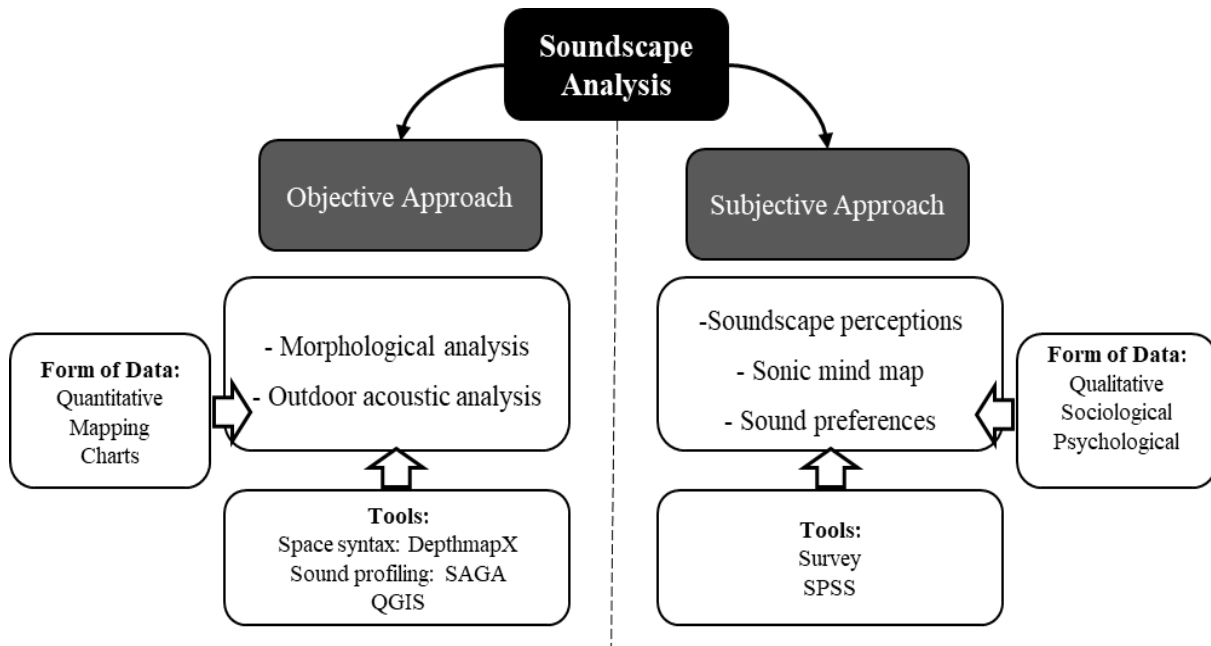 Soundscape
Analysis
Objective Approach
- Morphological analysis
- Outdoor acoustic analysis
Form of Data:
Quantitative
Mapping
Charts
Tools:
Space syntax: DepthmapX
Sound profiling: SAGA
QGIS
Subjective Approach
-Soundscape perceptions
- Sonic mind map
- Sound preferences
Form of Data:
Qualitative
Sociological
Psychological
Tools:
Survey
SPSS